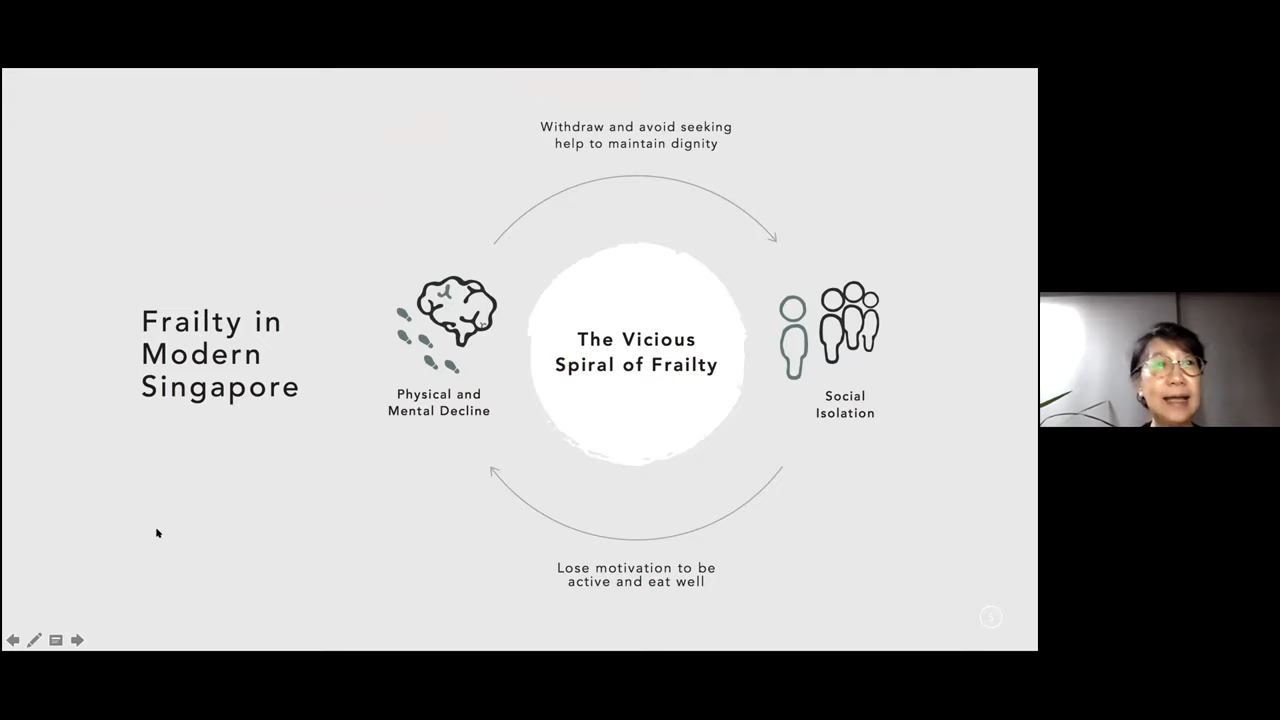 Withdraw and avoid seeking
help to maintain dignity
Frailty in
Modern
Singapore
The Vicious
Spiral of Frailty
Physical and
Mental Decline
Social
Isolation
Lose motivation to be
active and eat well
5